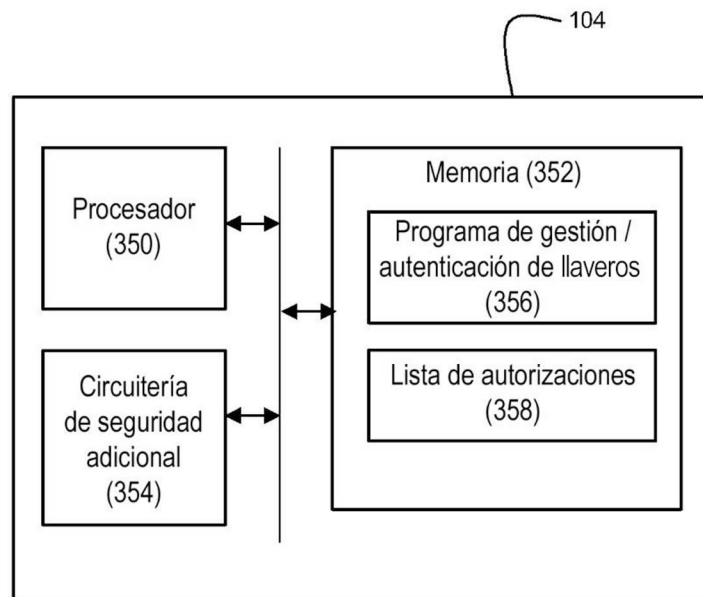 104
Procesador
(350)
Circuitería
de seguridad
adicional
(354)
Memoria (352)
Programa de gestión /
autenticación de llaveros
(356)
Lista de autorizaciones
(358)